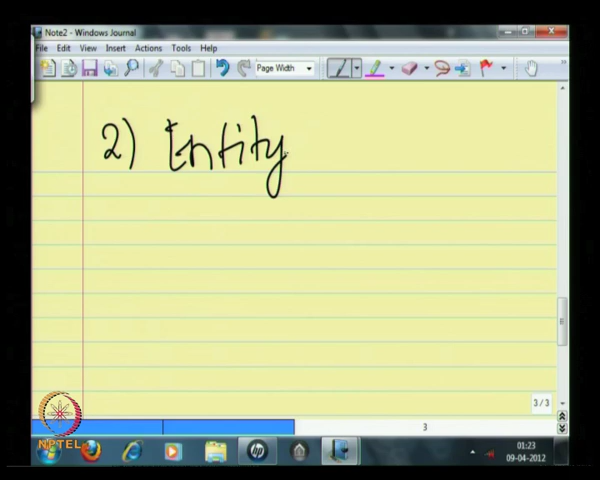 Note2 - Windows Journal
File Edit View Insert Actions Tools Help
Page Width
2) Entity
3/3
3
NPTEL
01:23
09-04-2012